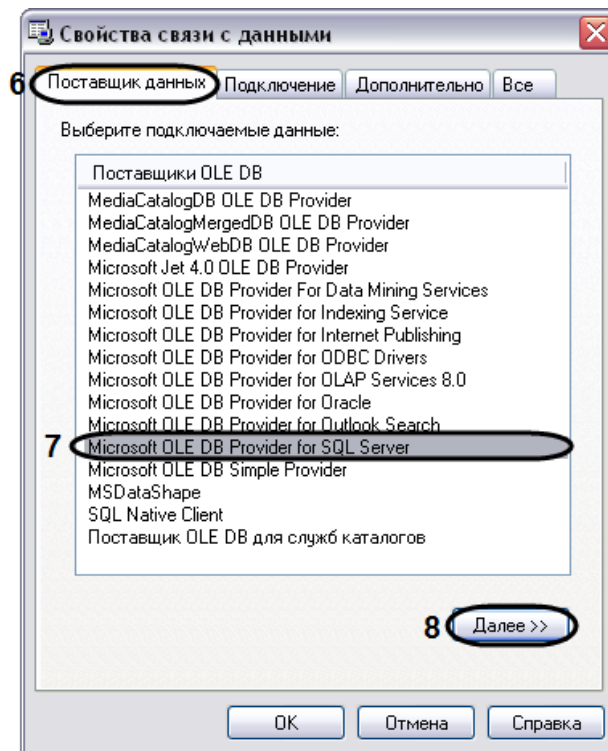 Свойства связи с данными
6 Поставщик данных Подключение Дополнительно Все
Выберите подключаемые данные:
Поставщики OLE DB
MediaCatalogDB OLE DB Provider
MediaCatalogMergedDB OLE DB Provider
MediaCatalogWebDB OLE DB Provider
Microsoft Jet 4.0 OLE DB Provider
Microsoft OLE DB Provider For Data Mining Services
Microsoft OLE DB Provider for Indexing Service
Microsoft OLE DB Provider for Internet Publishing
Microsoft OLE DB Provider for ODBC Drivers
Microsoft OLE DB Provider for OLAP Services 8.0
Microsoft OLE DB Provider for Oracle
Microsoft OLE DB Provider for Outlook Search
7 Microsoft OLE DB Provider for SQL Server
Microsoft OLE DB Simple Provider
MSDataShape
SQL Native Client
Поставщик OLE DB для служб каталогов
8 Далее >>
ОК Отмена Справка